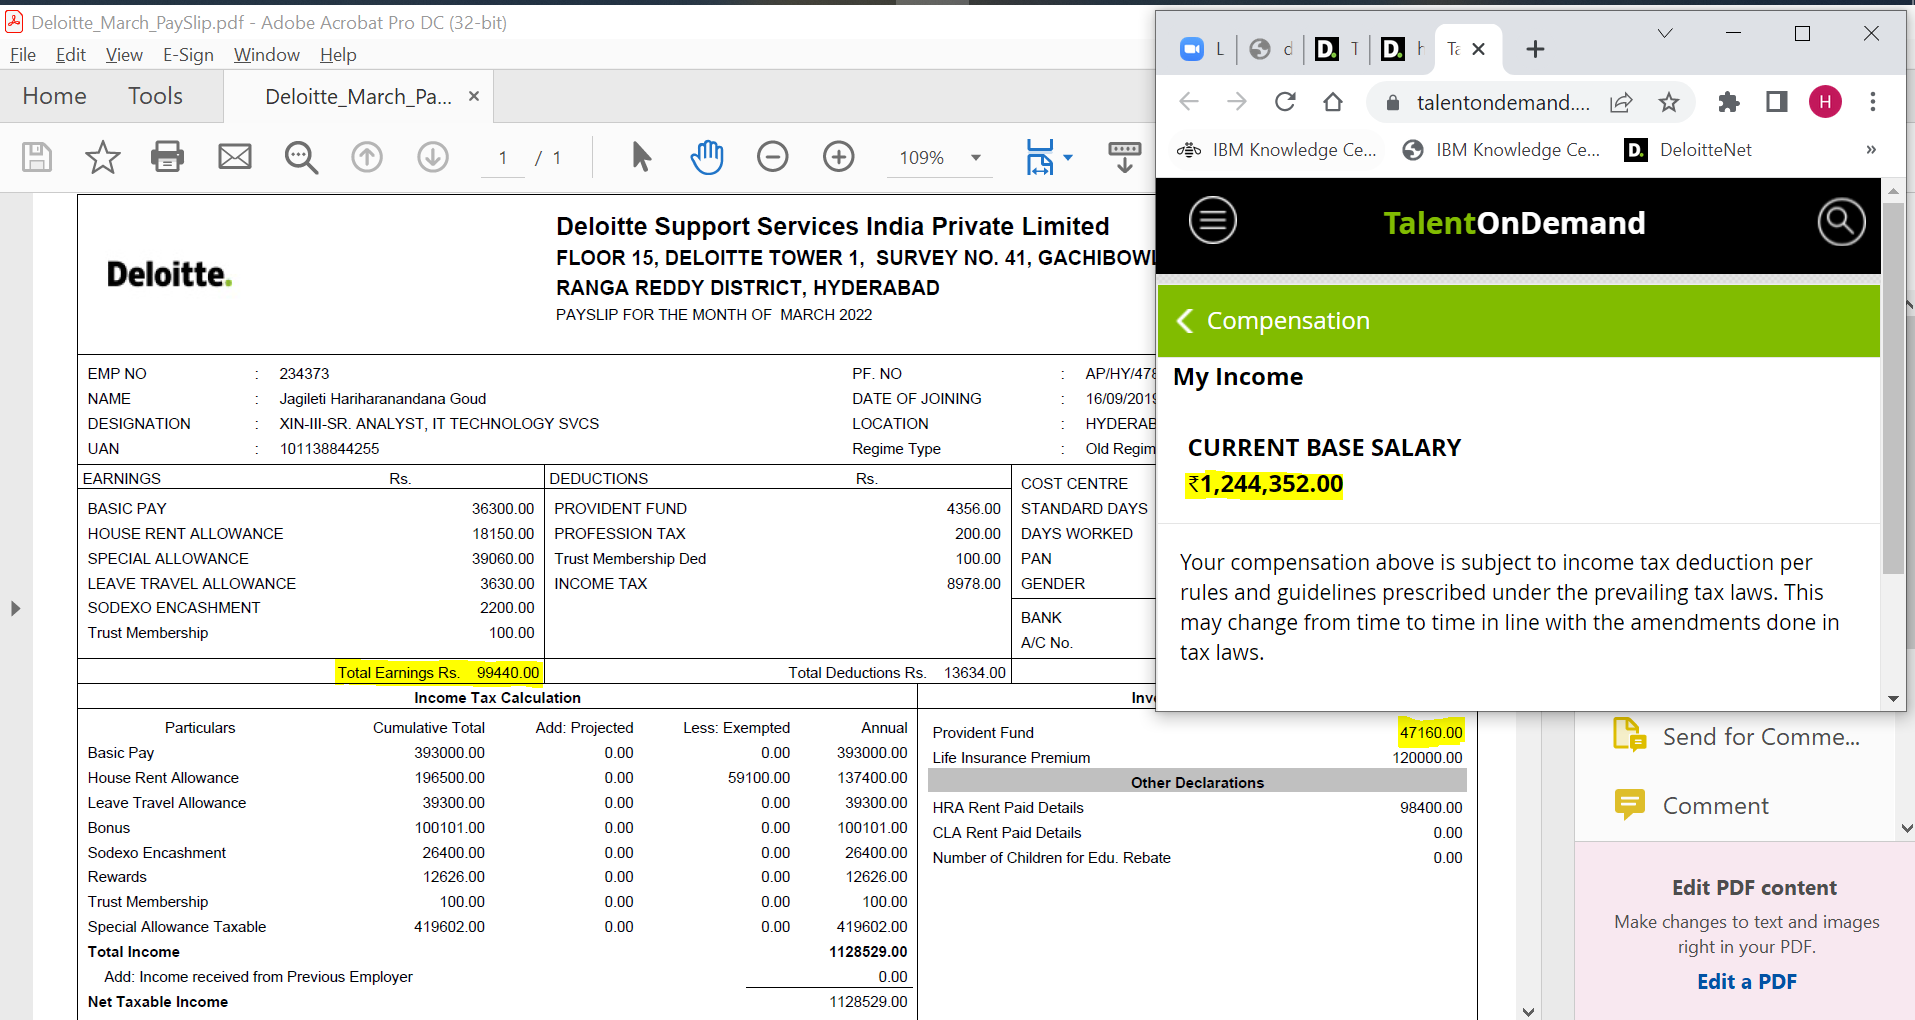 Deloitte_March_PaySlip.pdf - Adobe Acrobat Pro DC (32-bit)
File Edit View Window Help
Home Tools Deloitte_March_Pa... ×
1 / 1 109%
Deloitte.
Deloitte Support Services India Private Limited
FLOOR 15, DELOITTE TOWER 1, SURVEY NO. 41, GACHIBOWL
RANGA REDDY DISTRICT, HYDERABAD
PAYSLIP FOR THE MONTH OF MARCH 2022
EMP NO : 234373 PF. NO : AP/HY/478
NAME : Jagileti Hariharanandana Goud DATE OF JOINING : 16/09/2019
DESIGNATION : XIN-III-SR. ANALYST, IT TECHNOLOGY SVCS LOCATION : HYDERAB
UAN : 101138844255 Regime Type : Old Regim
EARNINGS Rs. DEDUCTIONS Rs. COST CENTRE
BASIC PAY 36300.00 PROVIDENT FUND 4356.00 STANDARD DAYS
HOUSE RENT ALLOWANCE 18150.00 PROFESSION TAX 200.00 DAYS WORKED
SPECIAL ALLOWANCE 39060.00 Trust Membership Ded 100.00 PAN
LEAVE TRAVEL ALLOWANCE 3630.00 INCOME TAX 8978.00 GENDER
SODEXO ENCASHMENT 2200.00 BANK
Trust Membership 100.00 A/C No.
Total Earnings Rs. 99440.00 Total Deductions Rs. 13634.00
Income Tax Calculation Inv
Particulars Cumulative Total Add: Projected Less: Exempted Annual
Basic Pay 393000.00 0.00 0.00 393000.00
House Rent Allowance 196500.00 0.00 59100.00 137400.00
Leave Travel Allowance 39300.00 0.00 0.00 39300.00
Bonus 100101.00 0.00 0.00 100101.00
Sodexo Encashment 26400.00 0.00 0.00 26400.00
Rewards 12626.00 0.00 0.00 12626.00
Trust Membership 100.00 0.00 0.00 100.00
Special Allowance Taxable 419602.00 0.00 0.00 419602.00
Total Income 1128529.00
Add: Income received from Previous Employer 0.00
Net Taxable Income 1128529.00
Provident Fund 47160.00
Life Insurance Premium 120000.00
Other Declarations
HRA Rent Paid Details 98400.00
CLA Rent Paid Details 0.00
Number of Children for Edu. Rebate 0.00
L d D. T D. h Ta ×
talentondemand.... H
IBM Knowledge Ce... IBM Knowledge Ce... D. DeloitteNet »
TalentOnDemand
Compensation
My Income
CURRENT BASE SALARY
₹1,244,352.00
Your compensation above is subject to income tax deduction per
rules and guidelines prescribed under the prevailing tax laws. This
may change from time to time in line with the amendments done in
tax laws.
Send for Comme...
Comment
Edit PDF content
Make changes to text and images
right in your PDF.
Edit a PDF